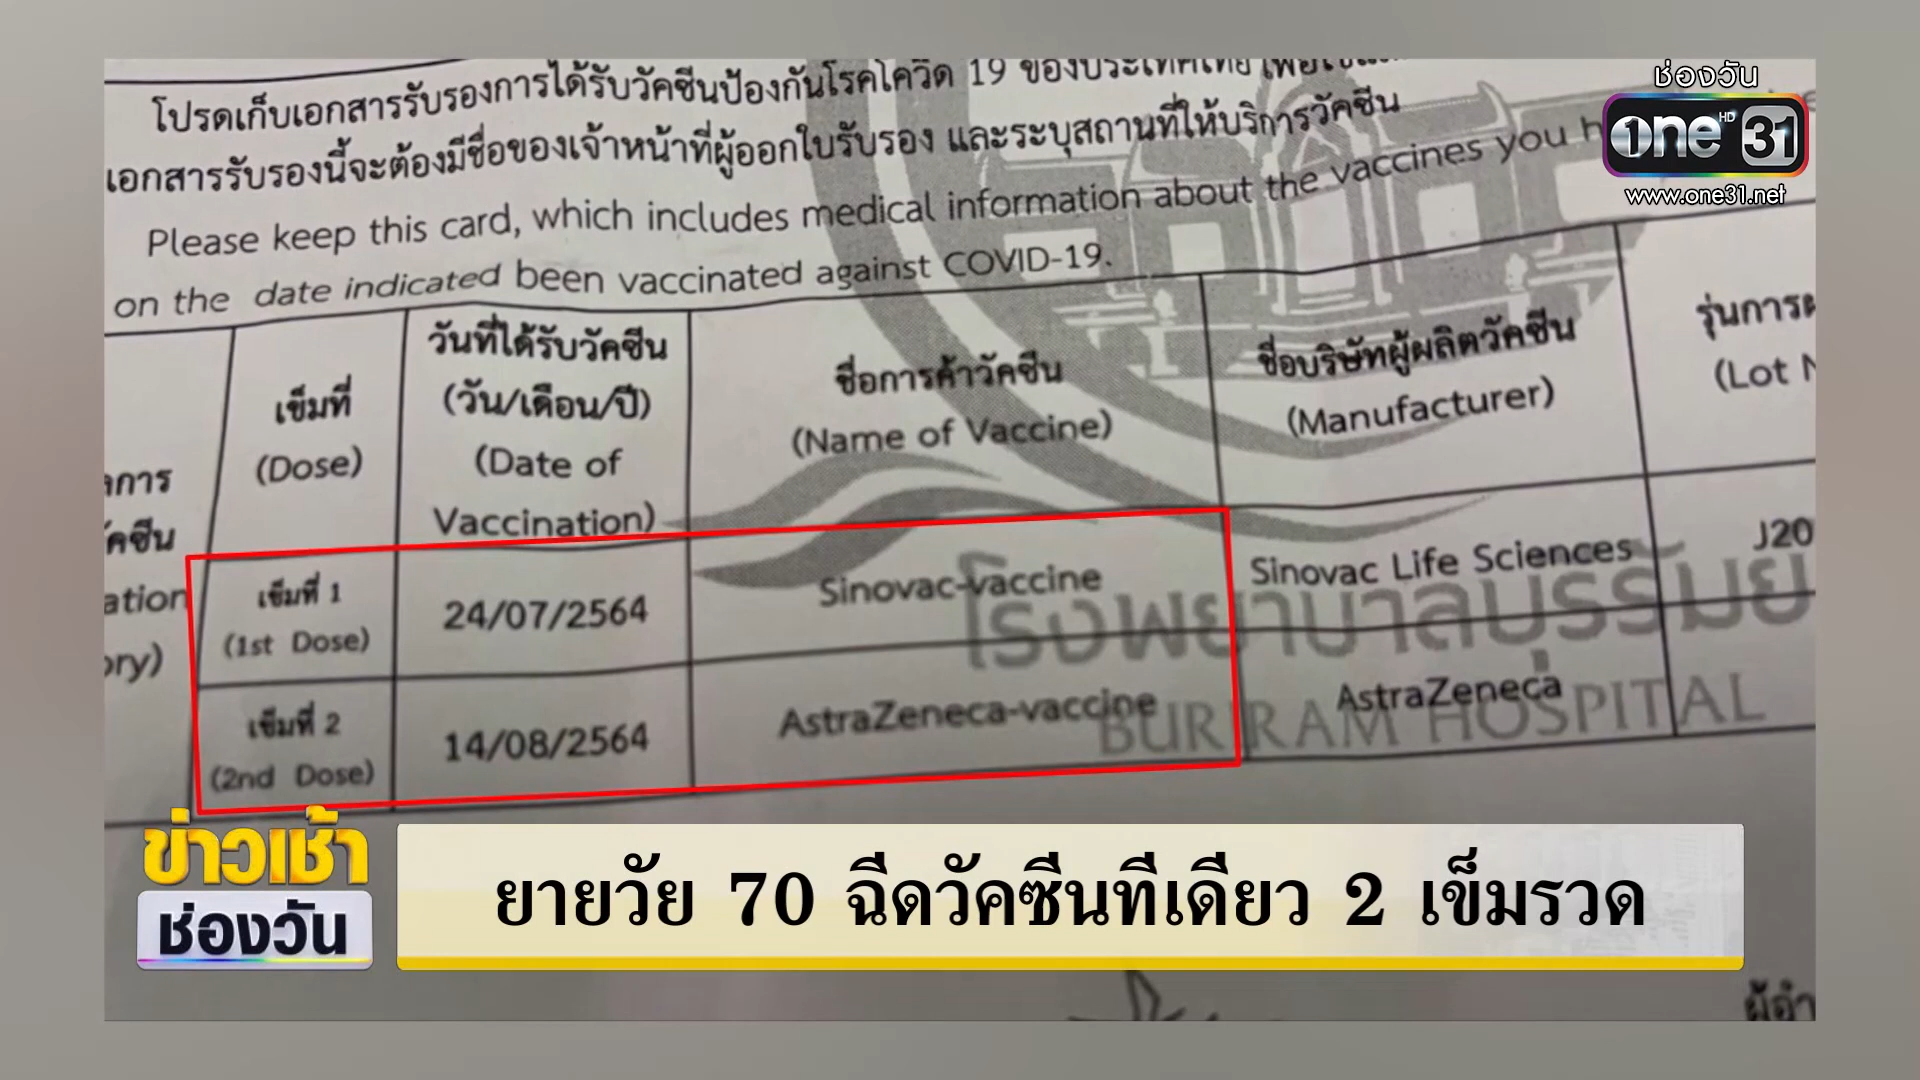 โปรดเก็บเอกสารรับรองการได้รับวัคซีนป้องกันโรคโควิด 19 ของประเทศไทย
เอกสารรับรองนี้จะต้องมีชื่อของเจ้าหน้าที่ผู้ออกใบรับรอง และระบุสถานที่ให้บริการวัคซีน
Please keep this card, which includes medical information about the vaccines you
on the date indicated been vaccinated against COVID-19.
ช่องวัน
one HD 31
www.one31.net
เข็มที่
(Dose)
วันที่ได้รับวัคซีน
(วัน/เดือน/ปี)
(Date of
Vaccination)
ชื่อการค้าวัคซีน
(Name of Vaccine)
ชื่อบริษัทผู้ผลิตวัคซีน
(Manufacturer)
(Lot
เข็มที่ 1
(1st Dose)
24/07/2564
Sinovac-vaccine
Sinovac Life Sciences
J20
เข็มที่ 2
(2nd Dose)
14/08/2564
AstraZeneca-vaccine
AstraZeneca
โรงพยาบาลบุรีรัมย์
BURIRAM HOSPITAL
ข่าวเช้า
ช่องวัน
ยายวัย 70 ฉีดวัคซีนทีเดียว 2 เข็มรวด